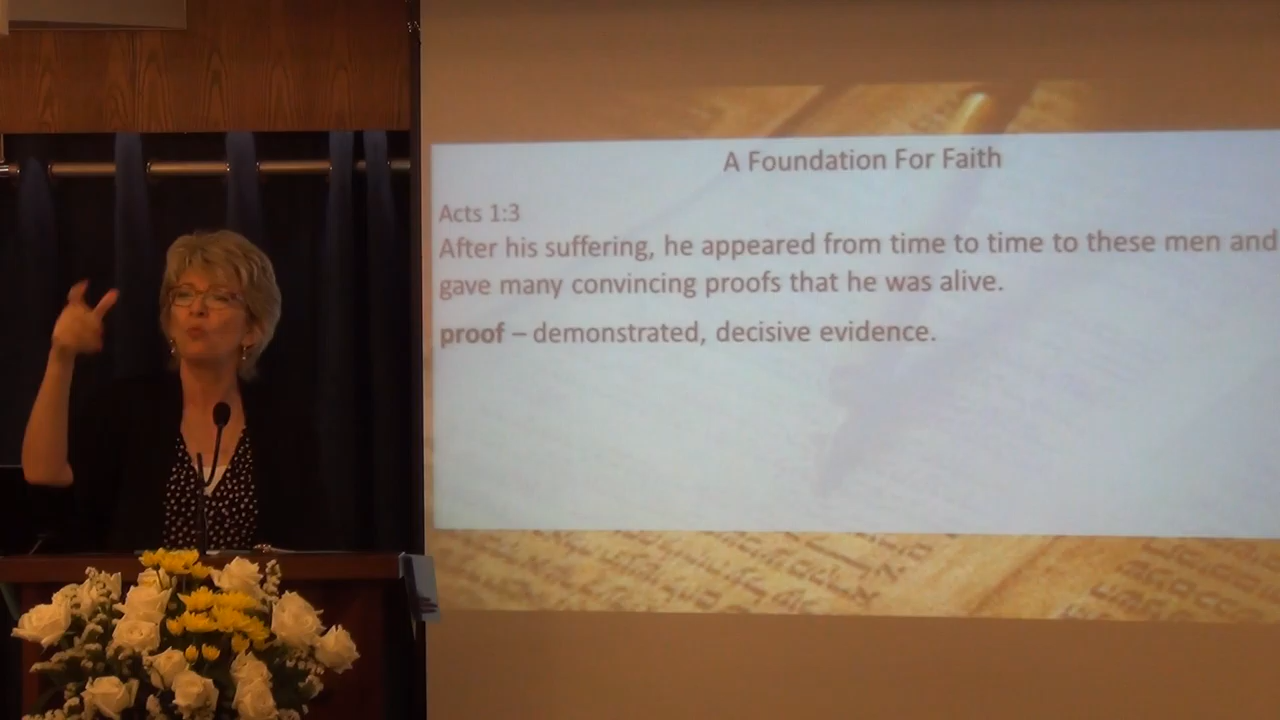 A Foundation For Faith
Acts 1:3
After his suffering, he appeared from time to time to these men and
gave many convincing proofs that he was alive.
proof – demonstrated, decisive evidence.